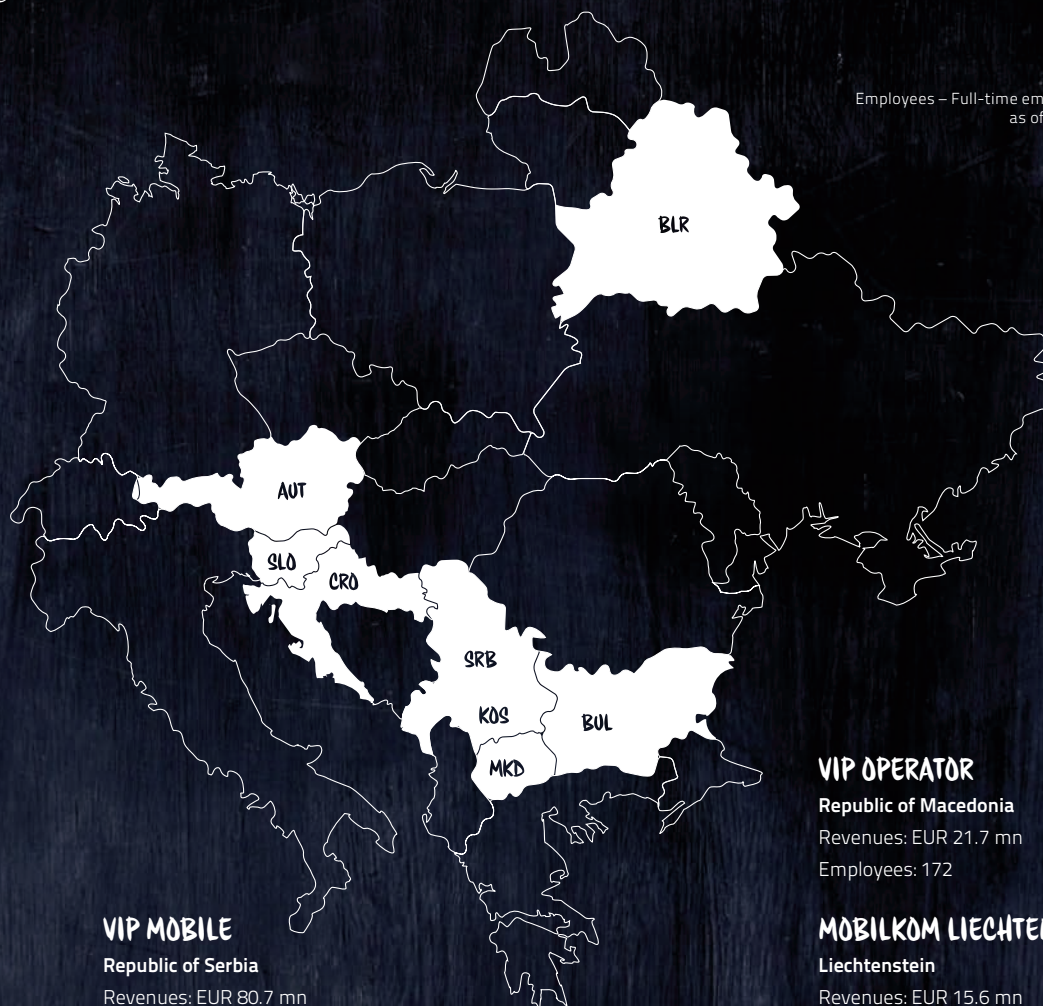 Employees – Full-time em
as of
BLR
AUT
SLO
CRO
SRB
KOS
BUL
MKD
VIP OPERATOR
Republic of Macedonia
Revenues: EUR 21.7 mn
Employees: 172
VIP MOBILE
Republic of Serbia
Revenues: EUR 80.7 mn
MOBILKOM LIECHTE
Liechtenstein
Revenues: EUR 15.6 mn